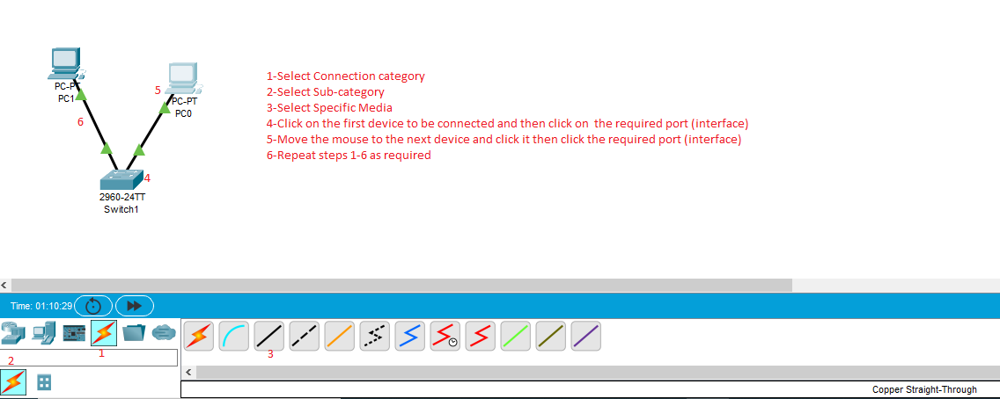 PC-PT
PC1
5
PC-PT
PC0
6
4
2960-24TT
Switch1
1-Select Connection category
2-Select Sub-category
3-Select Specific Media
4-Click on the first device to be connected and then click on  the required port (interface)
5-Move the mouse to the next device and click it then click the required port (interface)
6-Repeat steps 1-6 as required
Time: 01:10:29
1
2
3
Copper Straight-Through